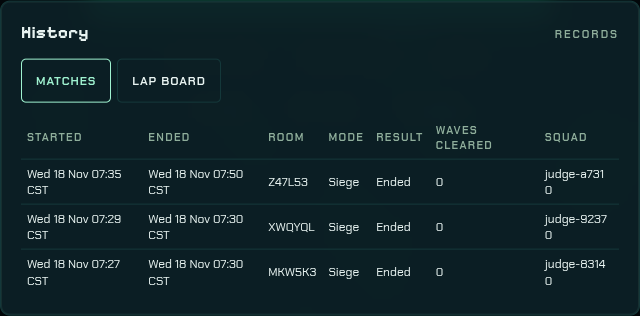 History
RECORDS
MATCHES LAP BOARD
STARTED ENDED ROOM MODE RESULT WAVES CLEARED SQUAD
Wed 18 Nov 07:35 CST Wed 18 Nov 07:50 CST Z47L53 Siege Ended 0 judge-a731 0
Wed 18 Nov 07:29 CST Wed 18 Nov 07:30 CST XWQYQL Siege Ended 0 judge-9237 0
Wed 18 Nov 07:27 CST Wed 18 Nov 07:30 CST MKW5K3 Siege Ended 0 judge-8314 0